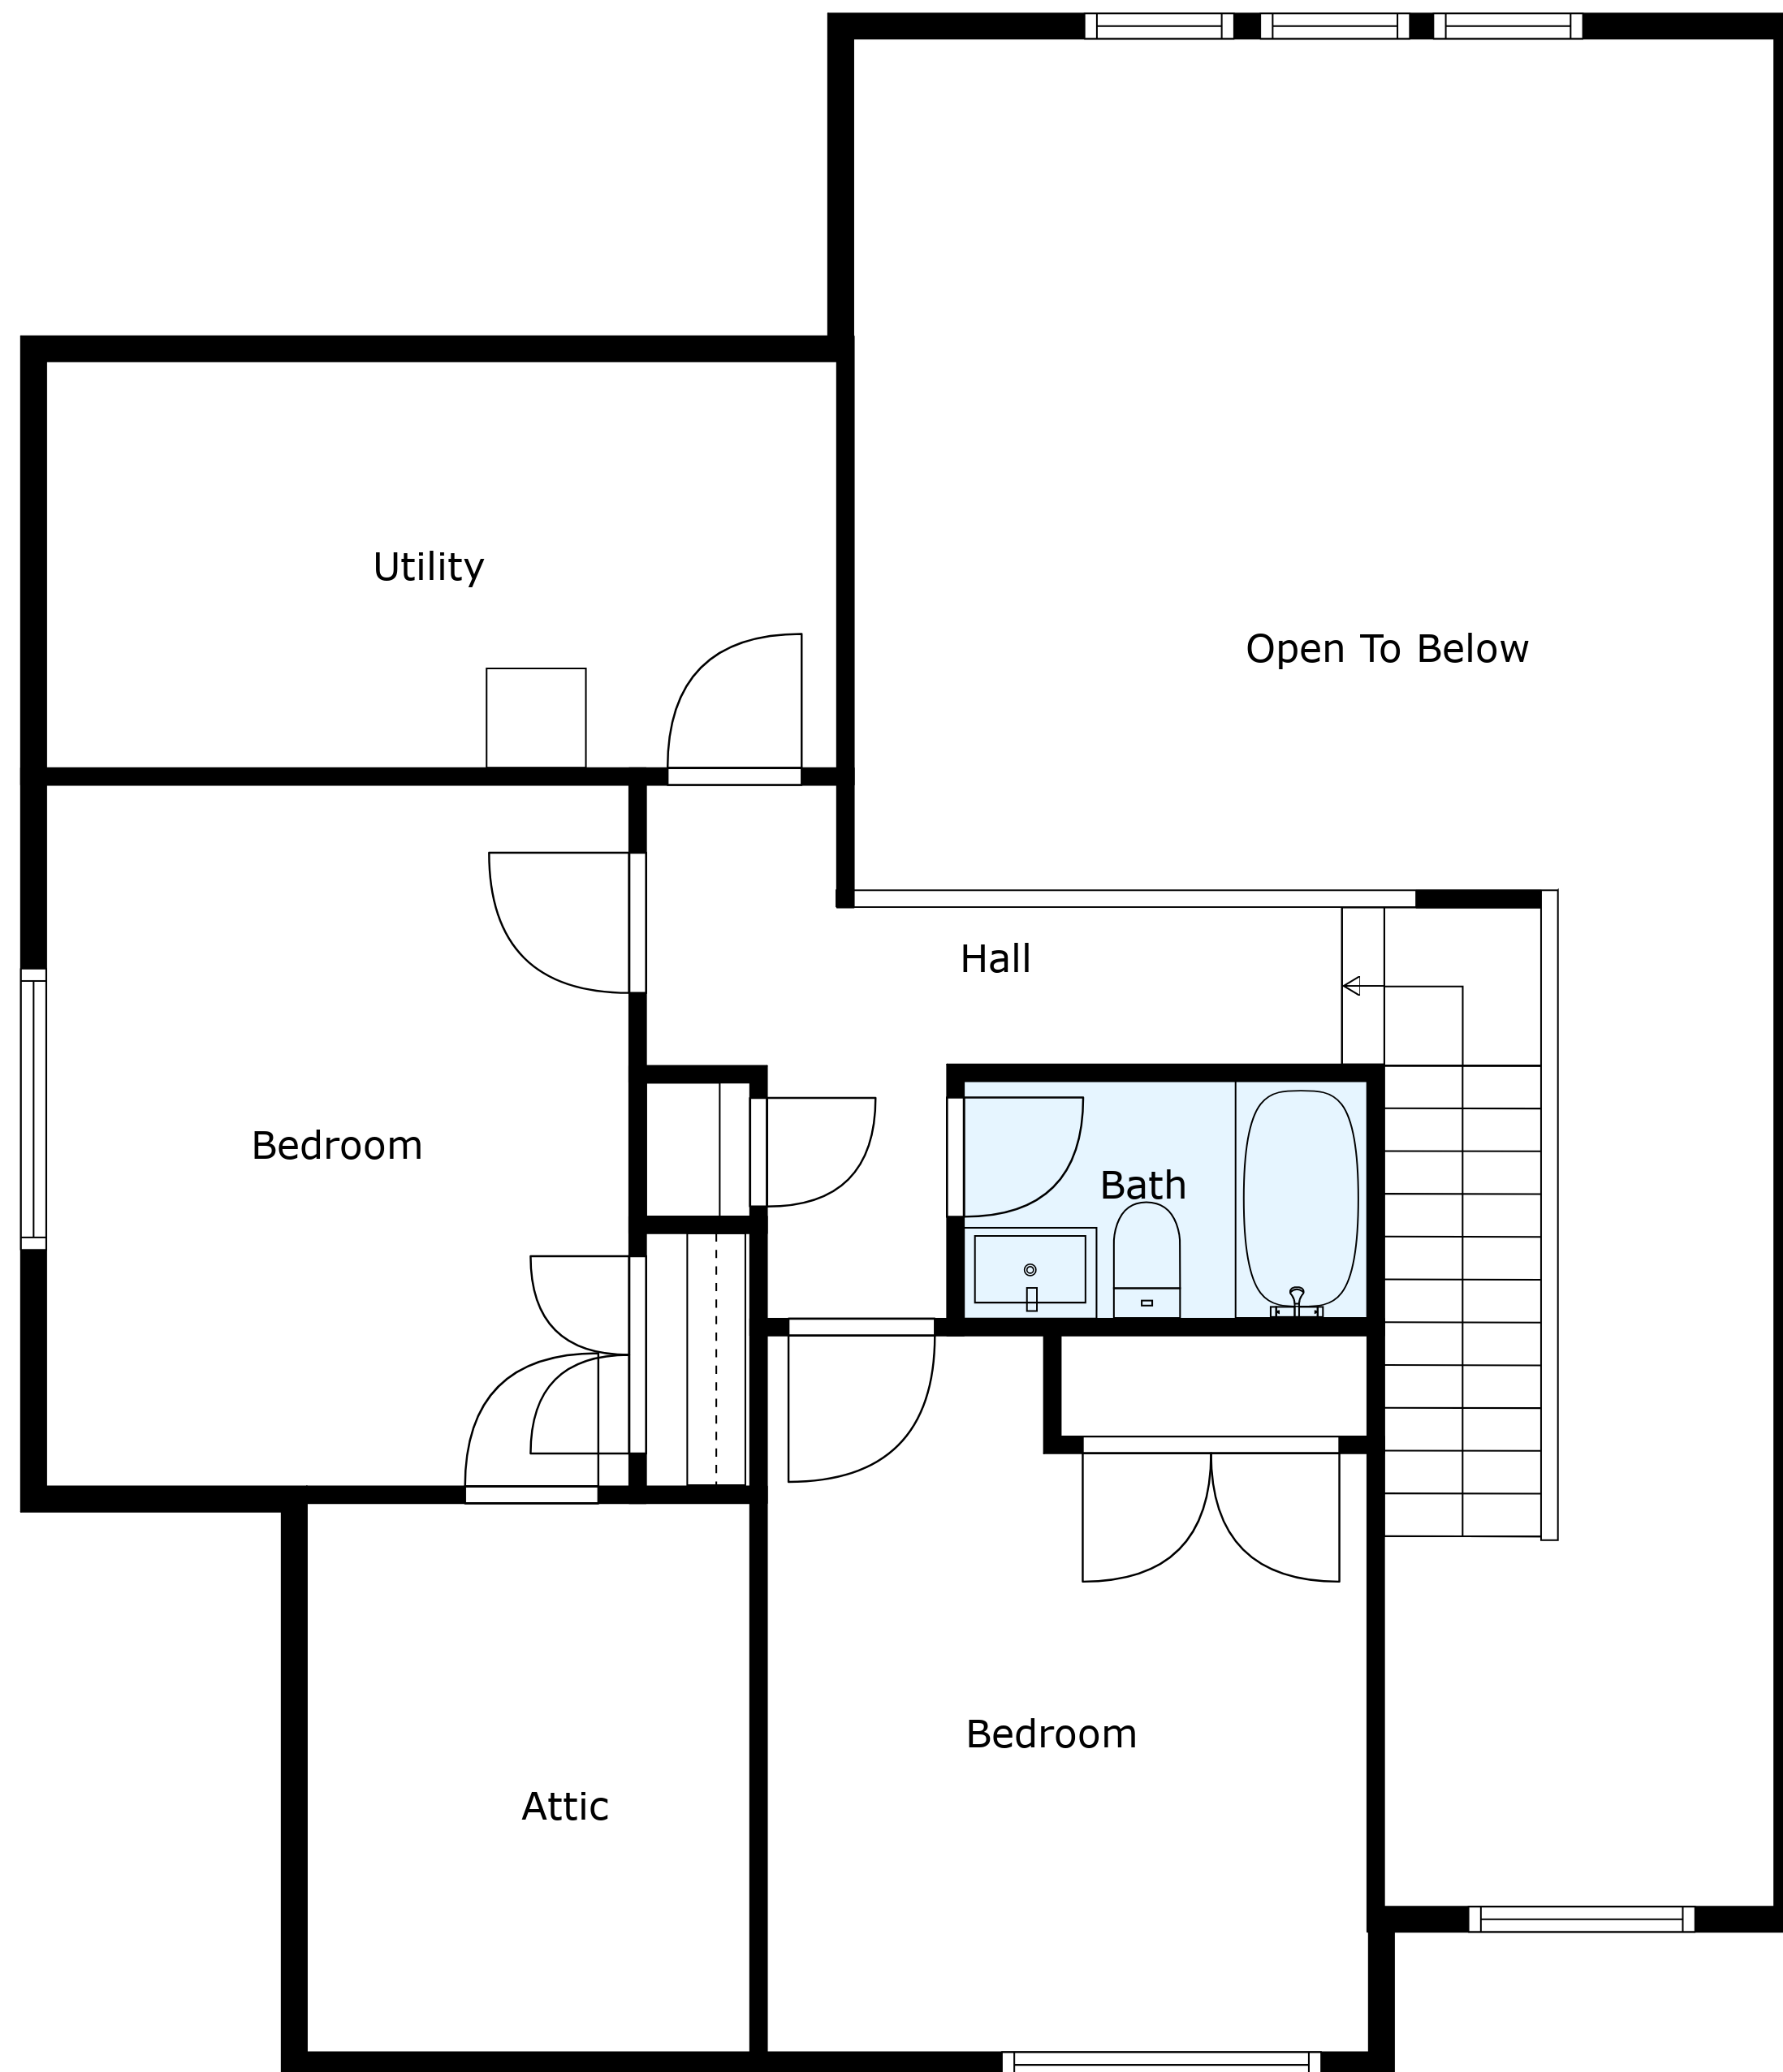 Utility
Open To Below
Hall
Bedroom
Bath
Bedroom
Attic